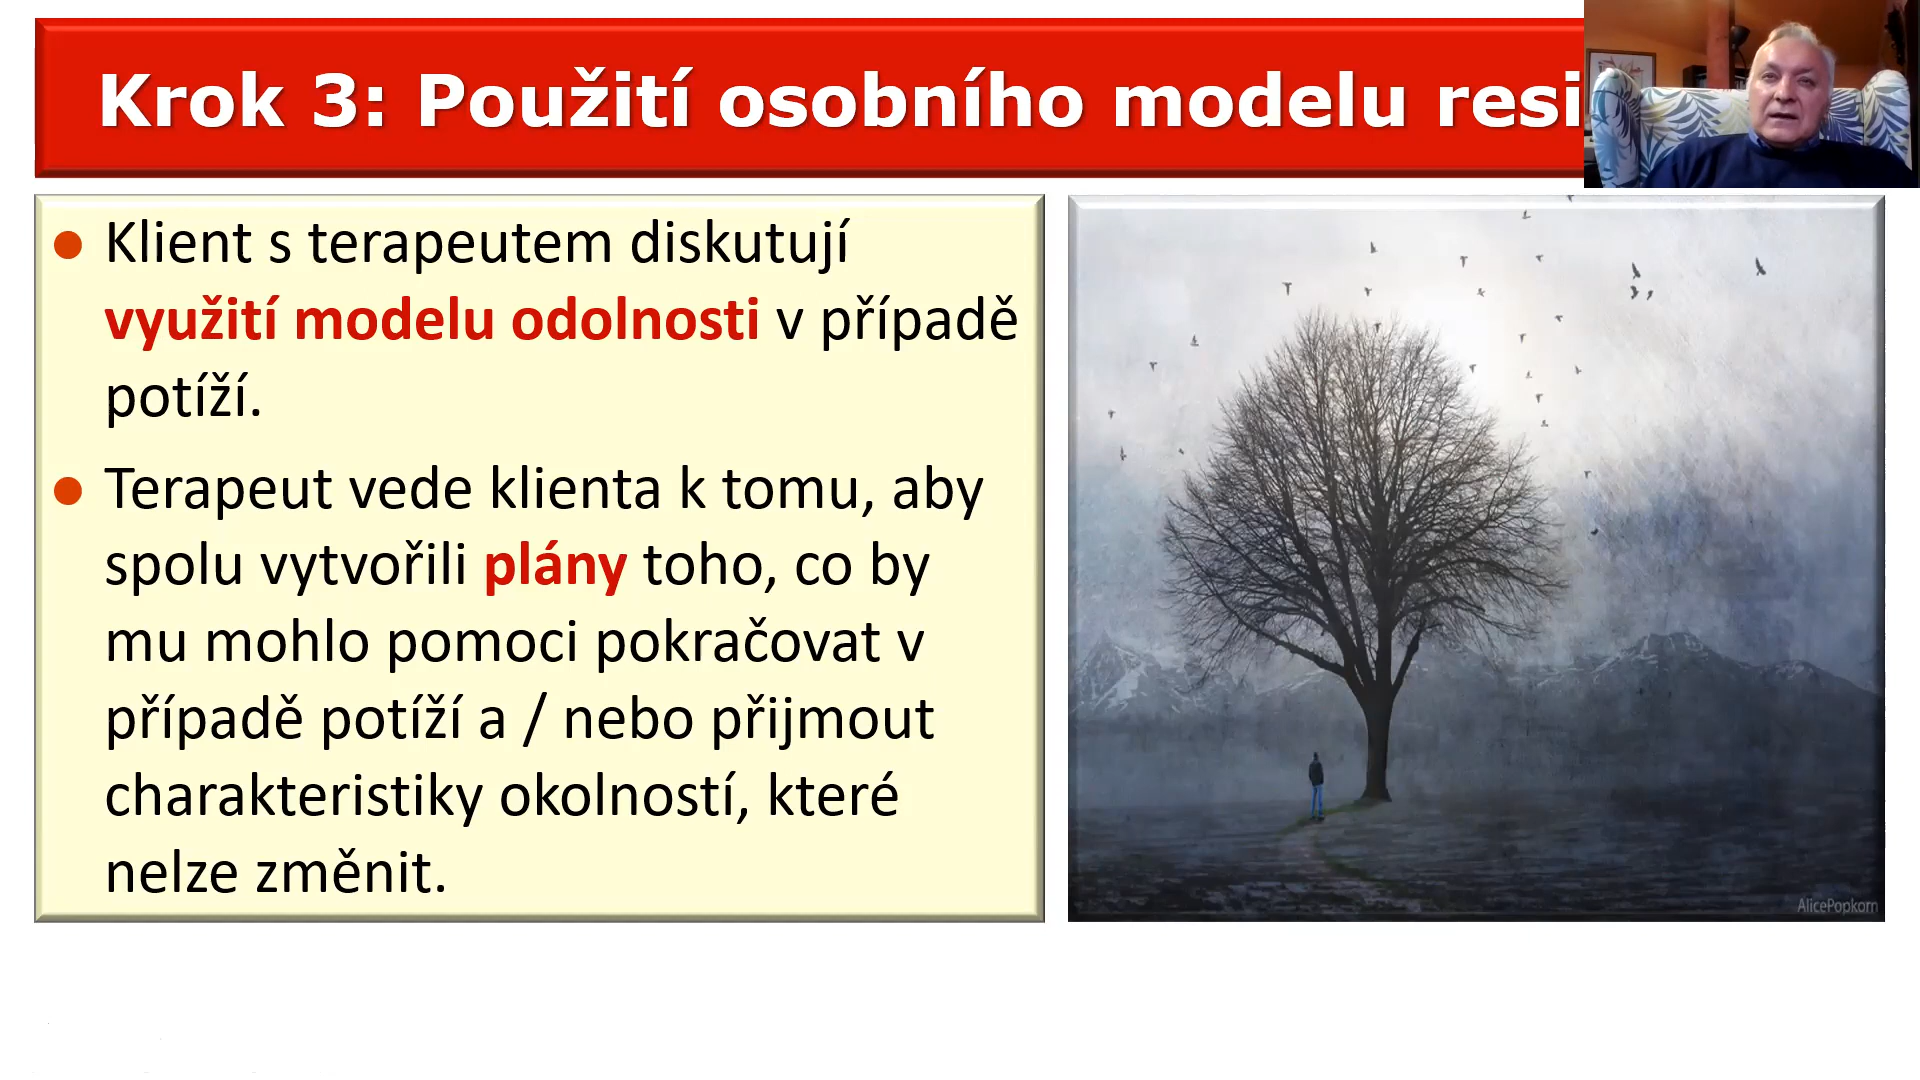 Krok 3: Použití osobního modelu resi
● Klient s terapeutem diskutují
využití modelu odolnosti v případě
potíží.
● Terapeut vede klienta k tomu, aby
spolu vytvořili plány toho, co by
mu mohlo pomoci pokračovat v
případě potíží a / nebo přijmout
charakteristiky okolností, které
nelze změnit.
AlicePopkorn